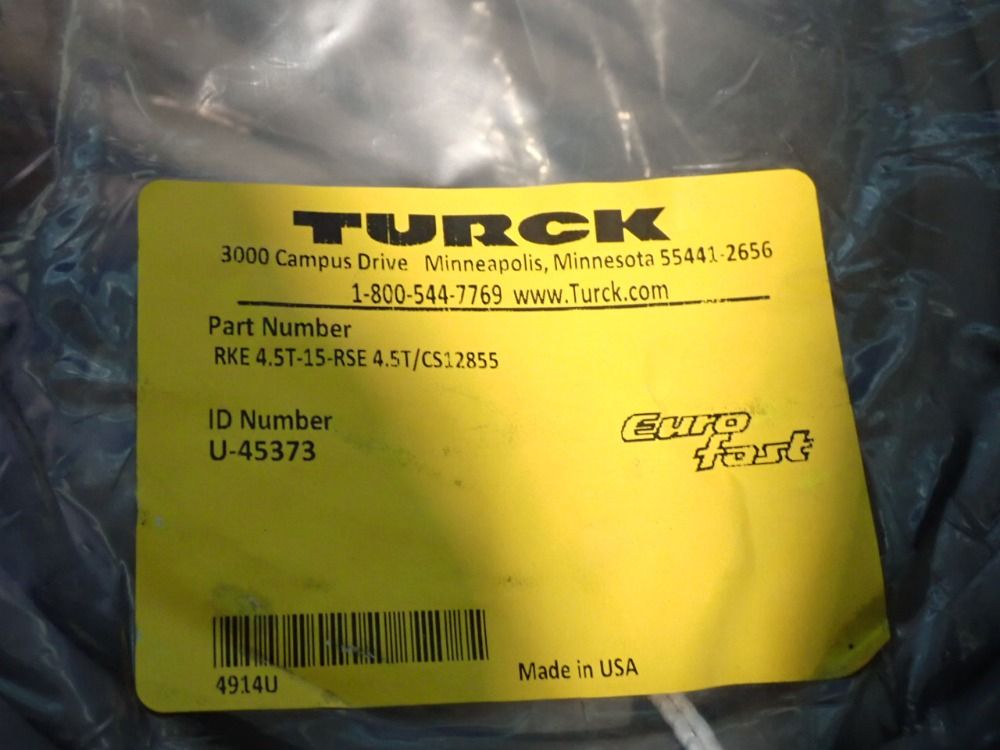 TURCK
3000 Campus Drive Minneapolis, Minnesota 55441-2656
1-800-544-7769 www.Turck.com
Part Number
RKE 4.5T-15-RSE 4.5T/CS12855
ID Number
U-45373
Euro
fast
4914U
Made in USA